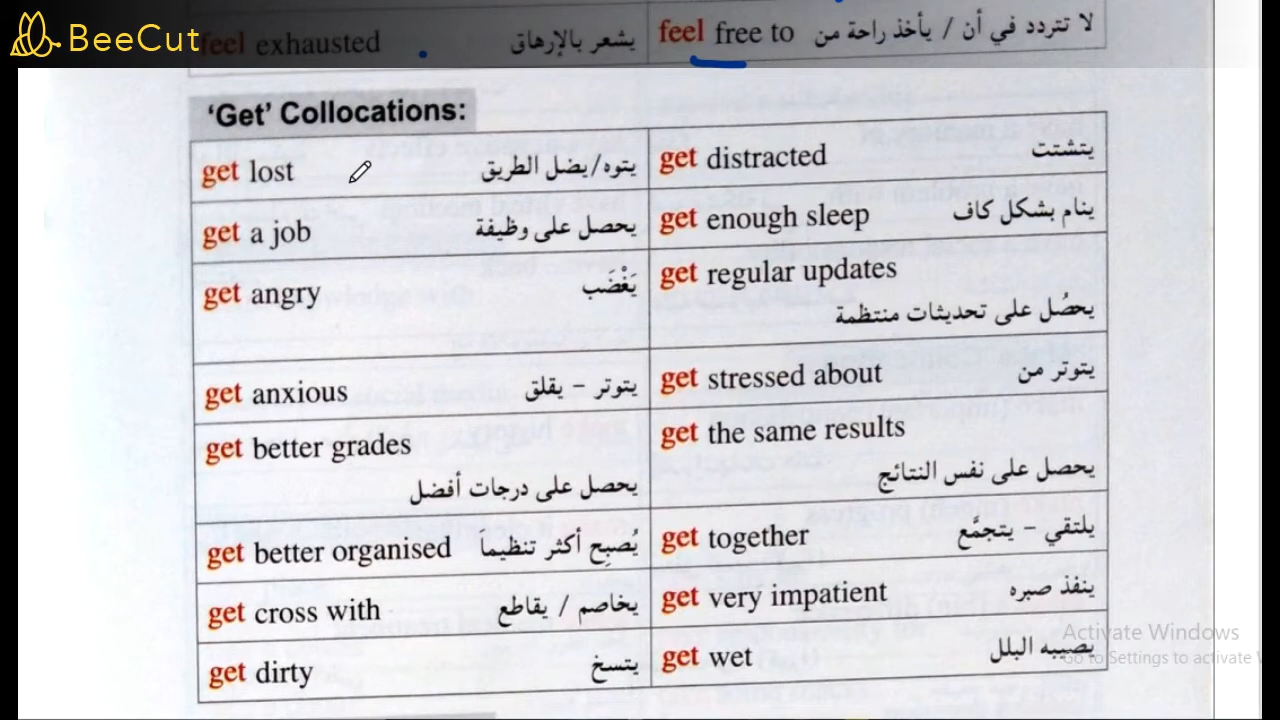 BeeCut
feel exhausted يشعر بالإرهاق
feel free to لا تتردد في أن / يأخذ راحة من
‘Get’ Collocations:
get lost يتوه/يضل الطريق
get distracted يتشتت
get a job يحصل على وظيفة
get enough sleep ينام بشكل كاف
get angry يَغْضَب
get regular updates
يحصُل على تحديثات منتظمة
get anxious يتوتر – يقلق
get stressed about يتوتر من
get better grades
يحصل على درجات أفضل
get the same results
يحصل على نفس النتائج
get better organised يُصبِح أكثر تنظيما
get together يلتقي – يتجمَّع
get cross with يخاصم / يقاطع
get very impatient ينفذ صبره
get dirty يتسخ
get wet يصيبه البلل
Activate Windows
Go to Settings to activate